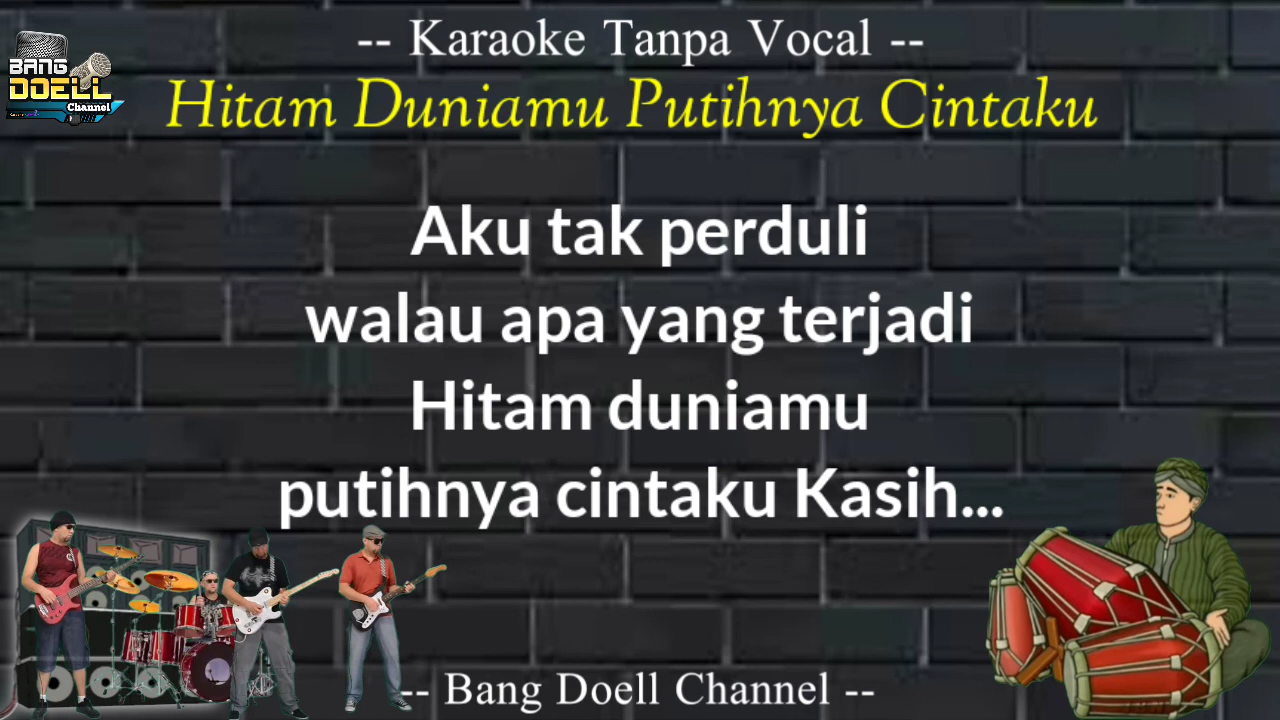 -- Karaoke Tanpa Vocal --
BANG
DOELL
Channel
Hitam Duniamu Putihnya Cintaku
Aku tak perduli
walau apa yang terjadi
Hitam duniamu
putihnya cintaku Kasih...
-- Bang Doell Channel --